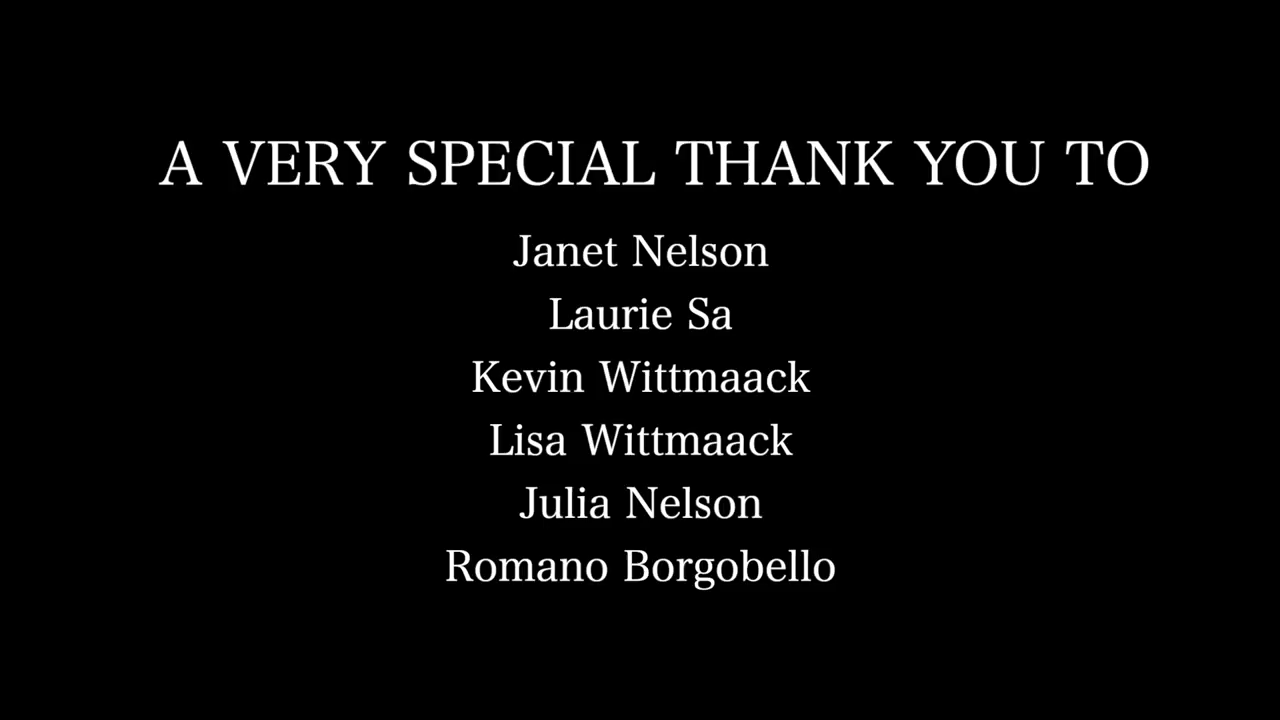 A VERY SPECIAL THANK YOU TO
Janet Nelson
Laurie Sa
Kevin Wittmaack
Lisa Wittmaack
Julia Nelson
Romano Borgobello